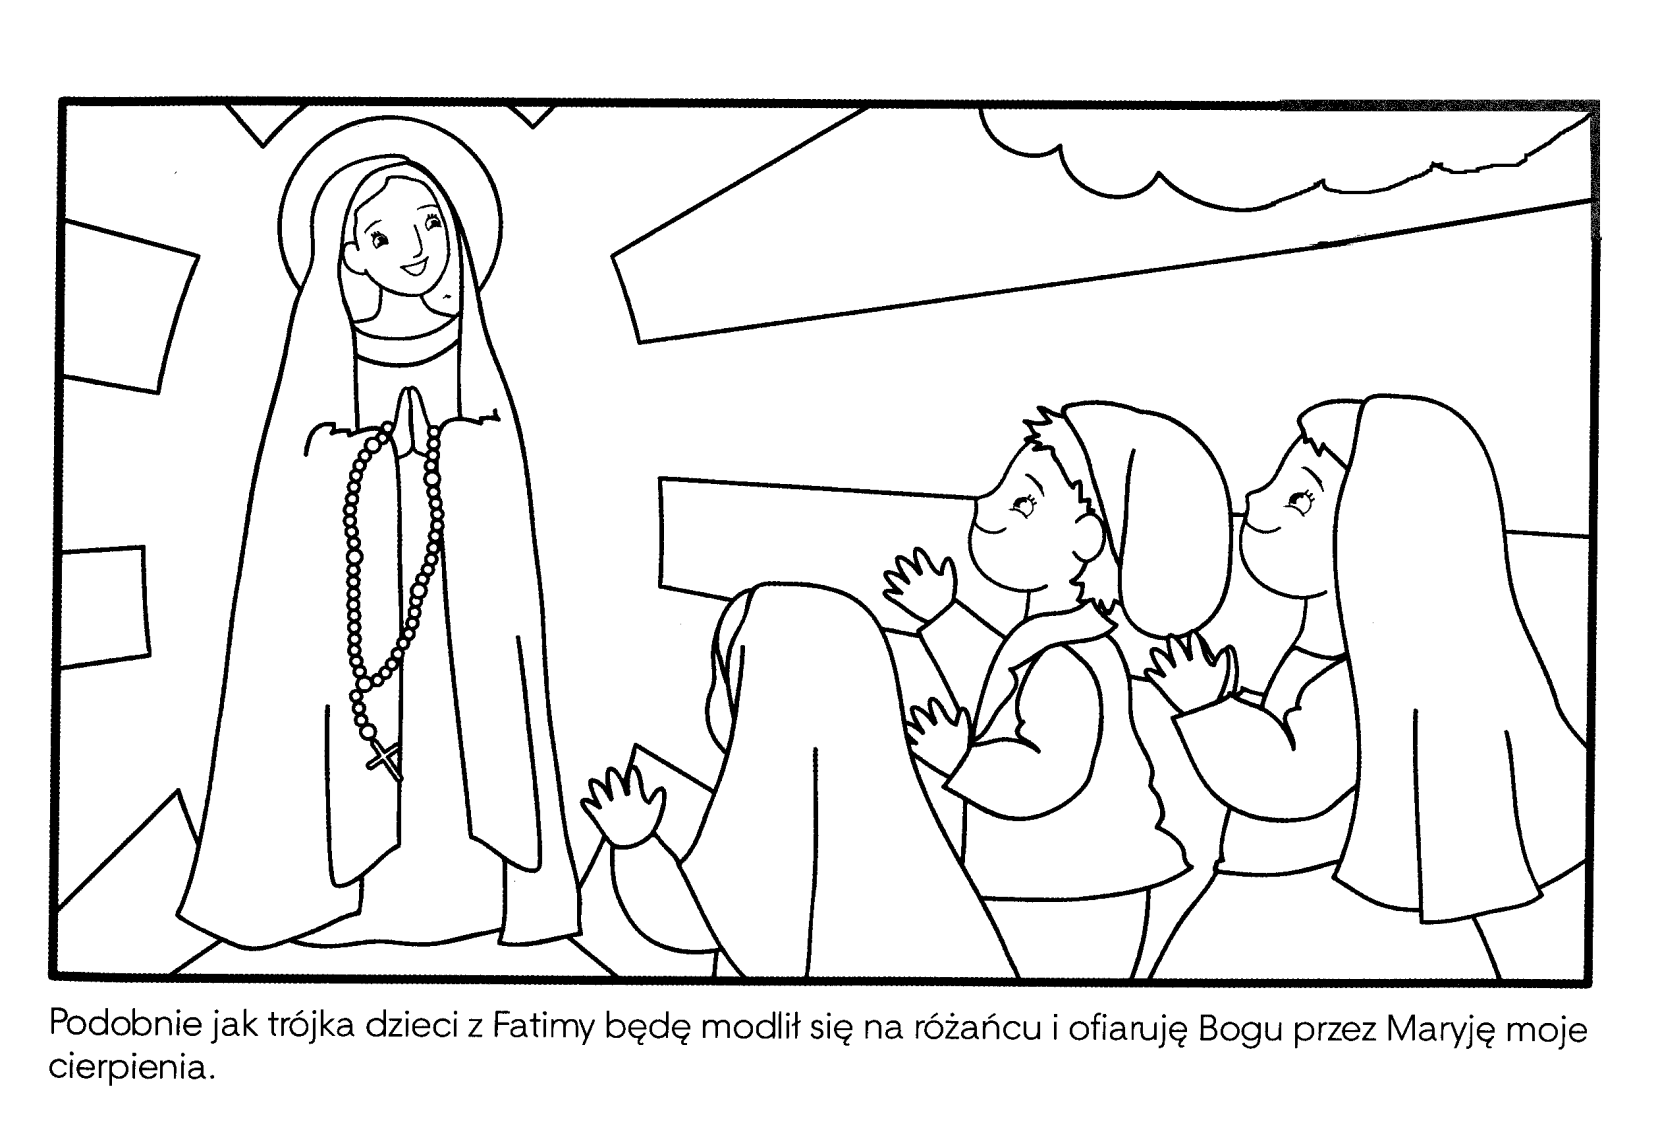 Podobnie jak trójka dzieci z Fatimy będę modlił się na różańcu i ofiaruję Bogu przez Maryję moje
cierpienia.